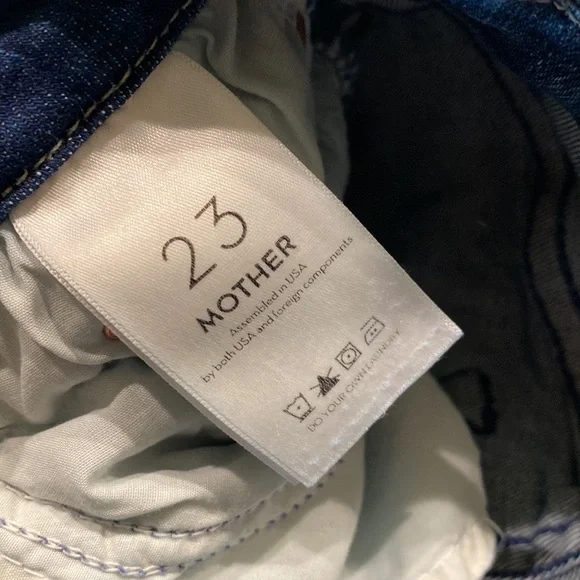 23
MOTHER
Assembled in USA
by both USA and foreign components
DO YOUR OWN LAUNDRY